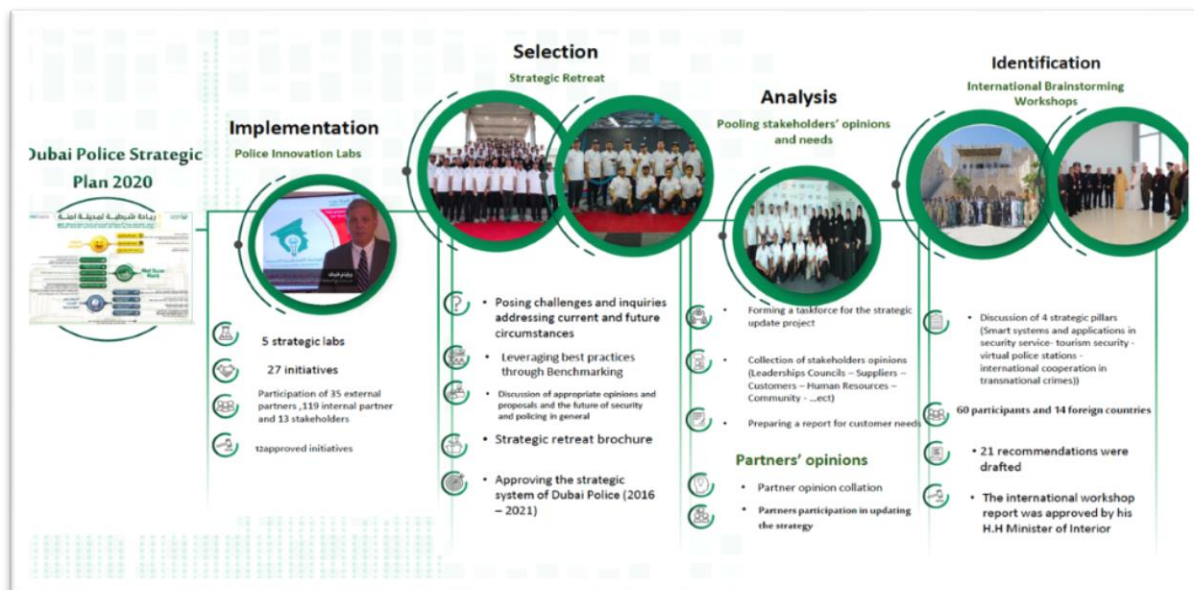 Dubai Police Strategic
Plan 2020
ريادة شرطية لمدينة آمنة
Implementation
Police Innovation Labs
5 strategic labs
27 initiatives
Participation of 35 external
partners ,119 internal partner
and 13 stakeholders
12approved initiatives
Selection
Strategic Retreat
• Posing challenges and inquiries
addressing current and future
circumstances
• Leveraging best practices
through Benchmarking
• Discussion of appropriate opinions and
proposals and the future of security
and policing in general
• Strategic retreat brochure
• Approving the strategic
system of Dubai Police (2016
– 2021)
Analysis
Pooling stakeholders’ opinions
and needs
• Forming a taskforce for the strategic
update project
• Collection of stakeholders opinions
(Leaderships Councils – Suppliers –
Customers – Human Resources –
Community - ...ect)
• Preparing a report for customer needs
Partners’ opinions
• Partner opinion collation
• Partners participation in updating
the strategy
Identification
International Brainstorming
Workshops
• Discussion of 4 strategic pillars
(Smart systems and applications in
security service- tourism security -
virtual police stations -
international cooperation in
transnational crimes))
60 participants and 14 foreign countries
• 21 recommendations were
drafted
• The international workshop
report was approved by his
H.H Minister of Interior